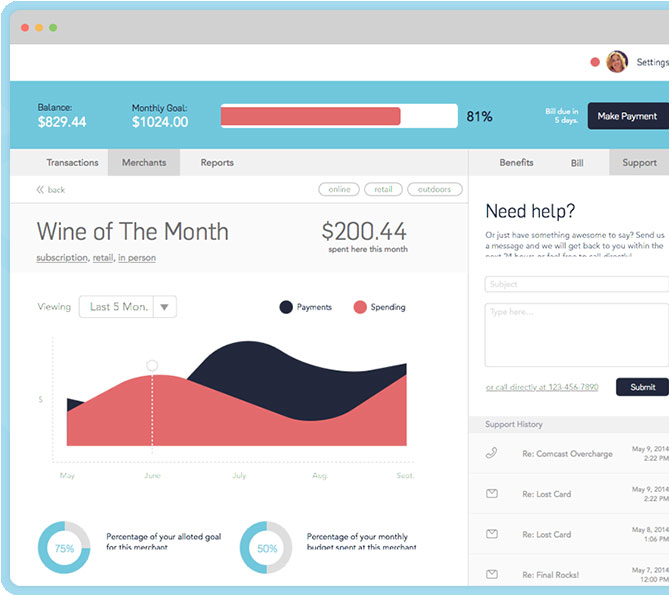 Settings
Balance:
$829.44
Monthly Goal:
$1024.00
81%
Bill due in
5 days.
Make Payment
Transactions
Merchants
Reports
Benefits
Bill
Support
back
online
retail
outdoors
Wine of The Month
subscription, retail, in person
$200.44
spent here this month
Viewing
Last 5 Mon.
Payments
Spending
$
May
June
July
Aug.
Sept.
75%
Percentage of your alloted goal
for this merchant
50%
Percentage of your monthly
budget spent at this merchant
Need help?
Or just have something awesome to say? Send us
a message and we will get back to you within the
next 24 hours or feel free to call directly!
Subject
Type here...
or call directly at 123-456-7890
Submit
Support History
Re: Comcast Overcharge
May 9, 2014
2:22 PM
Re: Lost Card
May 9, 2014
2:22 PM
Re: Lost Card
May 8, 2014
1:06 PM
Re: Final Rocks!
May 7, 2014
12:00 PM